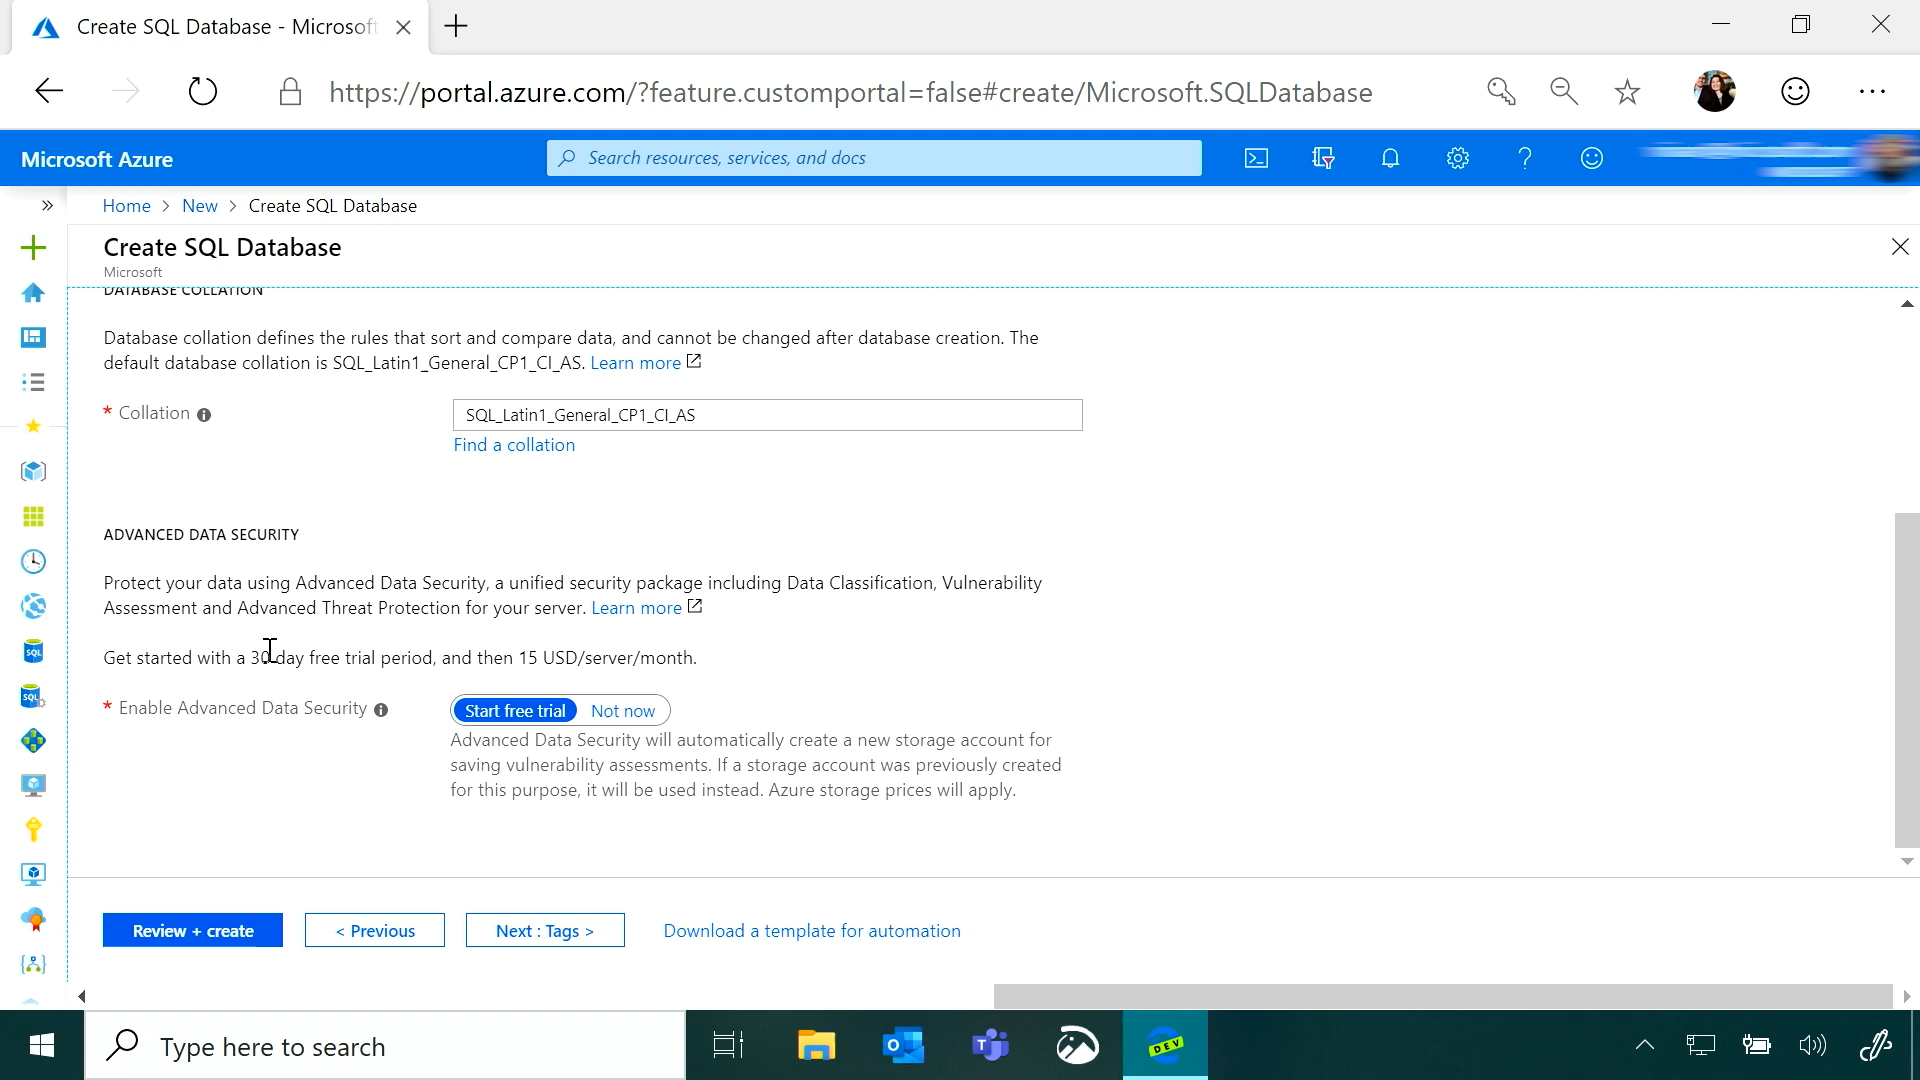 Create SQL Database - Microsoft
https://portal.azure.com/?feature.customportal=false#create/Microsoft.SQLDatabase
Microsoft Azure
Search resources, services, and docs
Home > New > Create SQL Database
Create SQL Database
Microsoft
DATABASE COLLATION
Database collation defines the rules that sort and compare data, and cannot be changed after database creation. The
default database collation is SQL_Latin1_General_CP1_CI_AS. Learn more
* Collation
SQL_Latin1_General_CP1_CI_AS
Find a collation
ADVANCED DATA SECURITY
Protect your data using Advanced Data Security, a unified security package including Data Classification, Vulnerability
Assessment and Advanced Threat Protection for your server. Learn more
Get started with a 30 day free trial period, and then 15 USD/server/month.
* Enable Advanced Data Security
Start free trial Not now
Advanced Data Security will automatically create a new storage account for
saving vulnerability assessments. If a storage account was previously created
for this purpose, it will be used instead. Azure storage prices will apply.
Review + create
< Previous
Next : Tags >
Download a template for automation
SQL
SQL
Type here to search
DEV